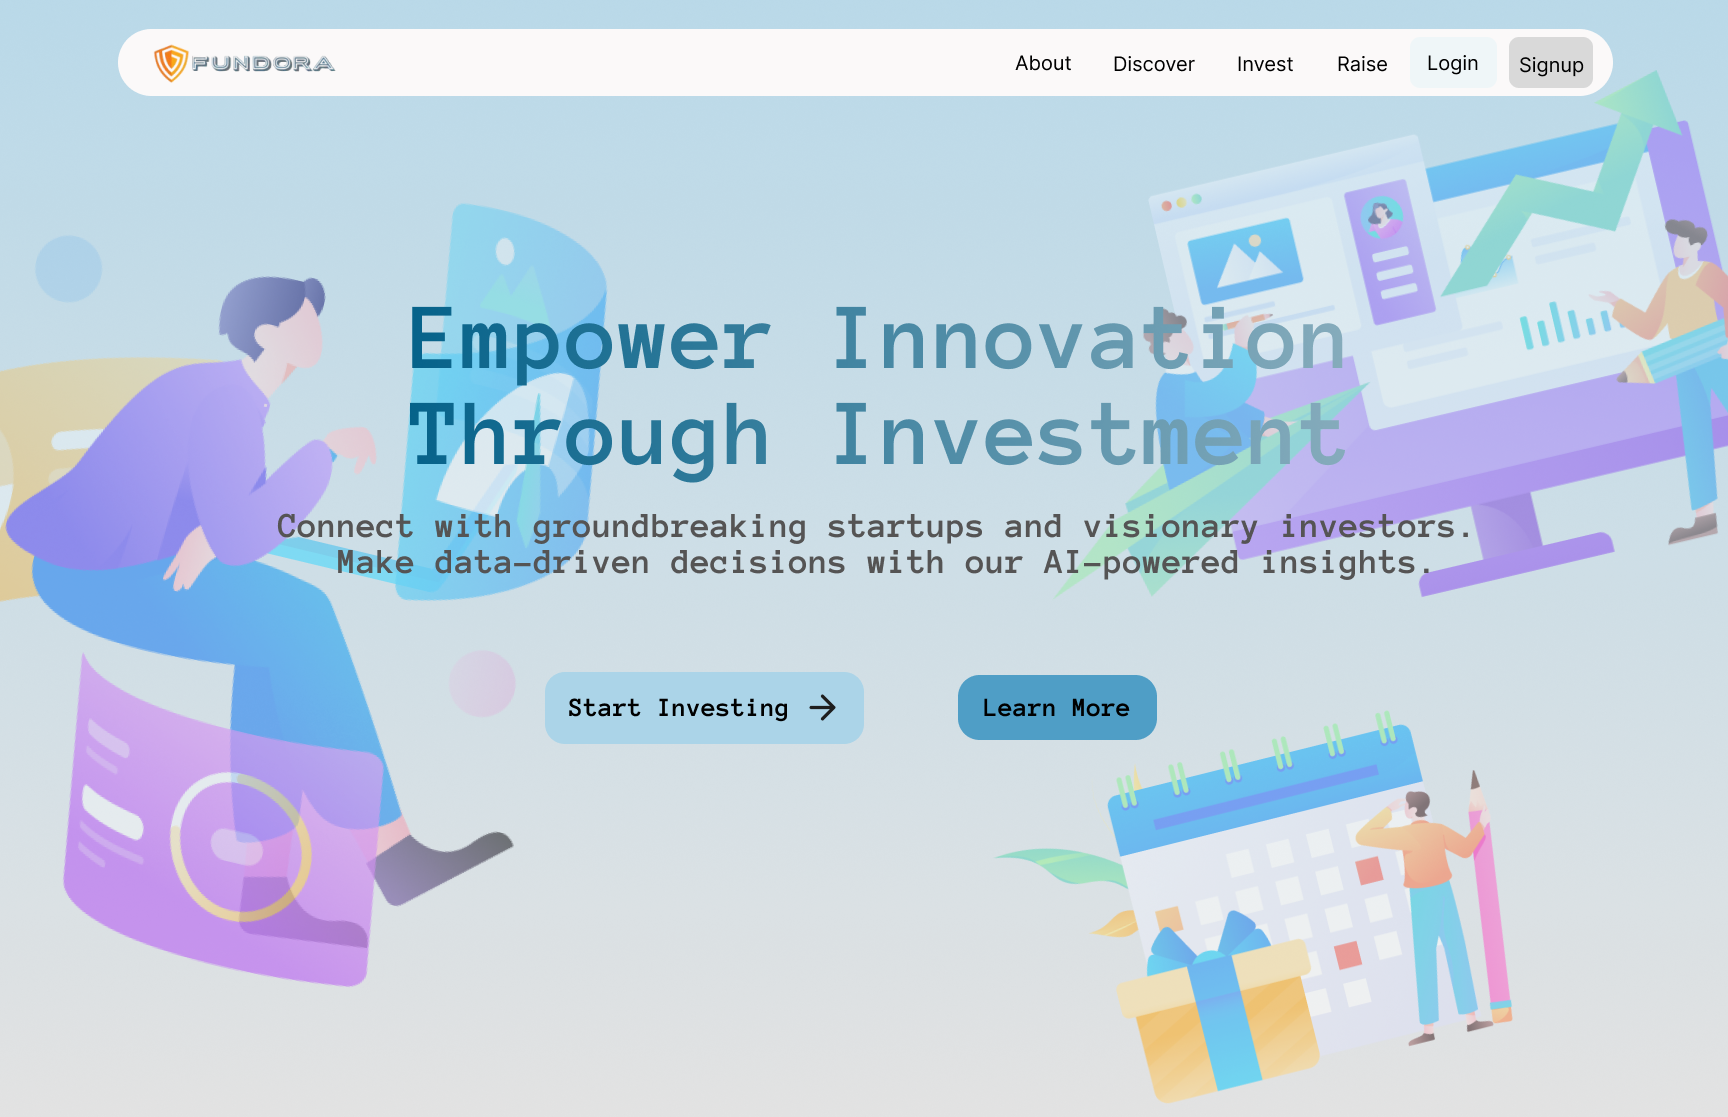 FUNDORA
About
Discover
Invest
Raise
Login
Signup
Empower Innovation
Through Investment
Connect with groundbreaking startups and visionary investors.
Make data-driven decisions with our AI-powered insights.
Start Investing
Learn More